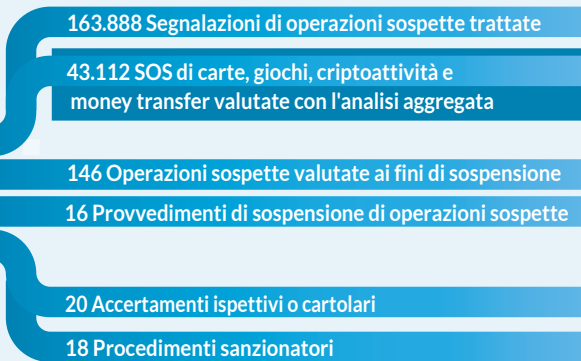 163.888 Segnalazioni di operazioni sospette trattate
43.112 SOS di carte, giochi, criptoattività e
money transfer valutate con l'analisi aggregata
146 Operazioni sospette valutate ai fini di sospensione
16 Provvedimenti di sospensione di operazioni sospette
20 Accertamenti ispettivi o cartolari
18 Procedimenti sanzionatori